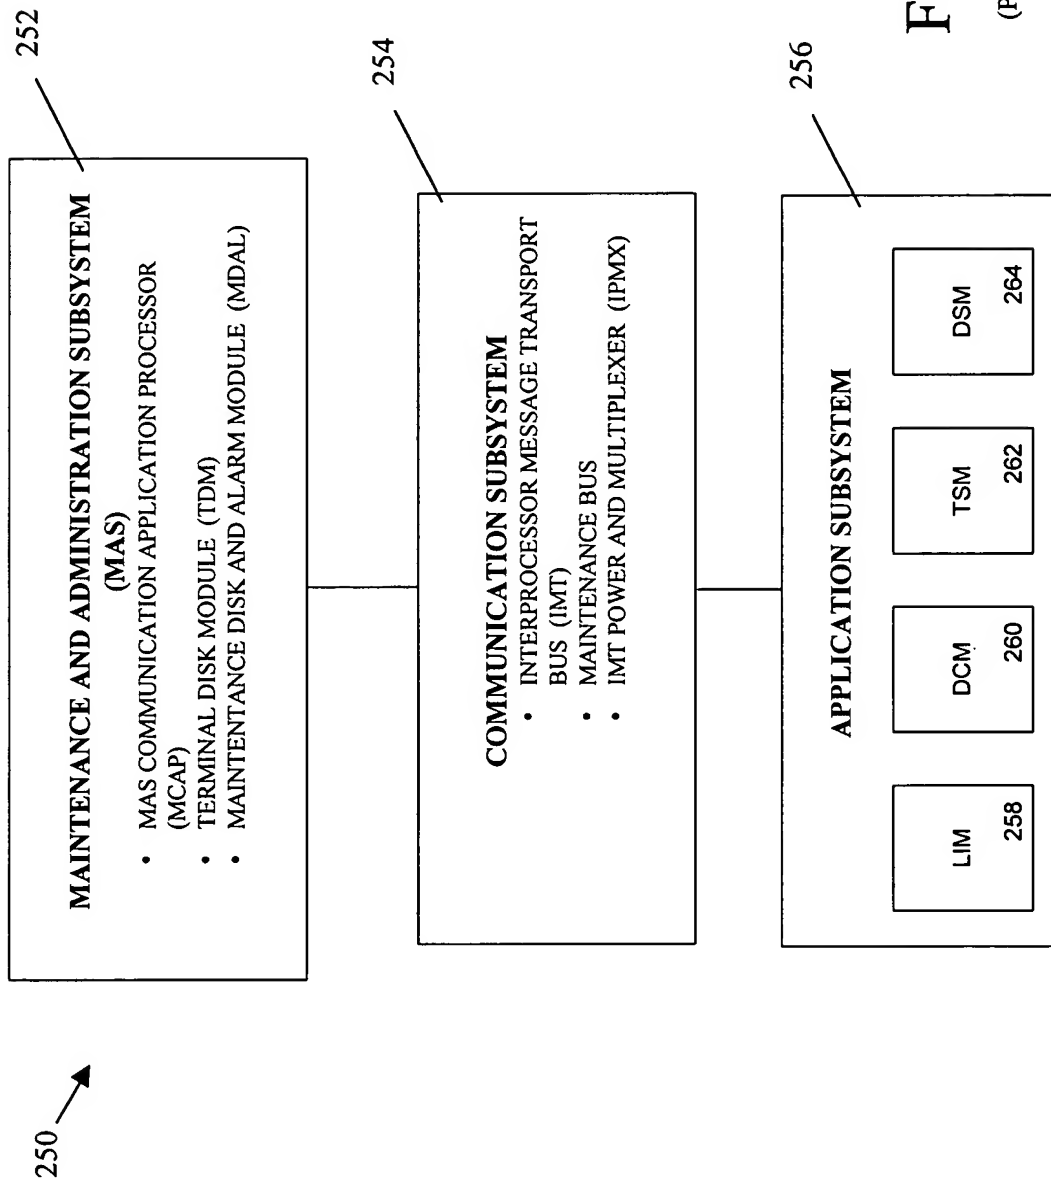 250
252
MAINTENANCE AND ADMINISTRATION SUBSYSTEM
(MAS)
• MAS COMMUNICATION APPLICATION PROCESSOR
(MCAP)
• TERMINAL DISK MODULE (TDM)
• MAINTENTANCE DISK AND ALARM MODULE (MDAL)
254
COMMUNICATION SUBSYSTEM
• INTERPROCESSOR MESSAGE TRANSPORT
BUS (IMT)
• MAINTENANCE BUS
• IMT POWER AND MULTIPLEXER (IPMX)
256
APPLICATION SUBSYSTEM
LIM
258
DCM
260
TSM
262
DSM
264
F
(P